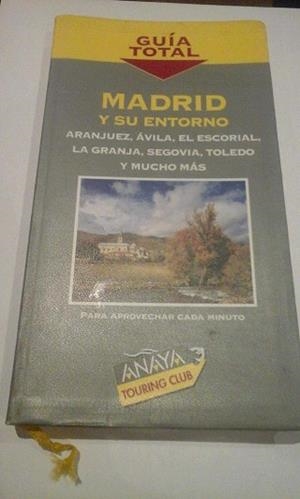 GUÍA
TOTAL
MADRID
Y SU ENTORNO
ARANJUEZ, ÁVILA, EL ESCORIAL,
LA GRANJA, SEGOVIA, TOLEDO
Y MUCHO MÁS
PARA APROVECHAR CADA MINUTO
ANAYA
TOURING CLUB